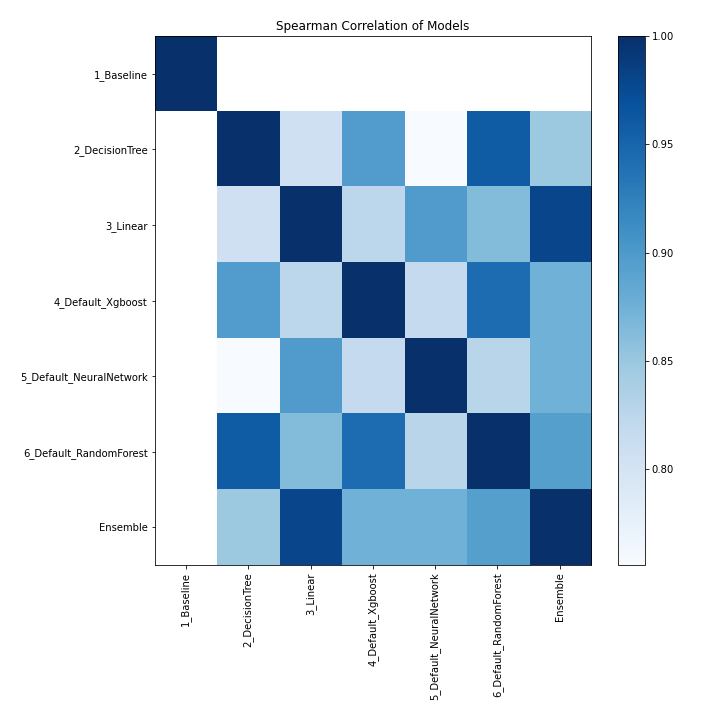 Spearman Correlation of Models
1_Baseline
2_DecisionTree
3_Linear
4_Default_Xgboost
5_Default_NeuralNetwork
6_Default_RandomForest
Ensemble
1_Baseline
2_DecisionTree
3_Linear
4_Default_Xgboost
5_Default_NeuralNetwork
6_Default_RandomForest
Ensemble
1.00
0.95
0.90
0.85
0.80